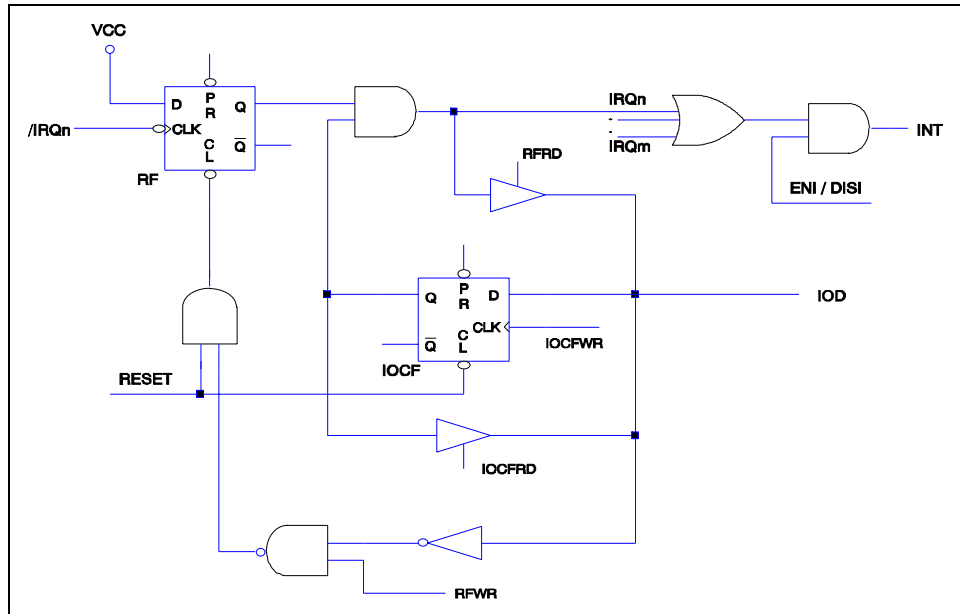 VCC
D
P
R
Q
/IRQn
CLK
C
L
Q
RF
IRQn
IRQm
INT
RFRD
ENI / DISI
Q
P
R
D
CLK
C
L
Q
IOCF
IOCFWR
IOD
RESET
IOCFRD
RFWR